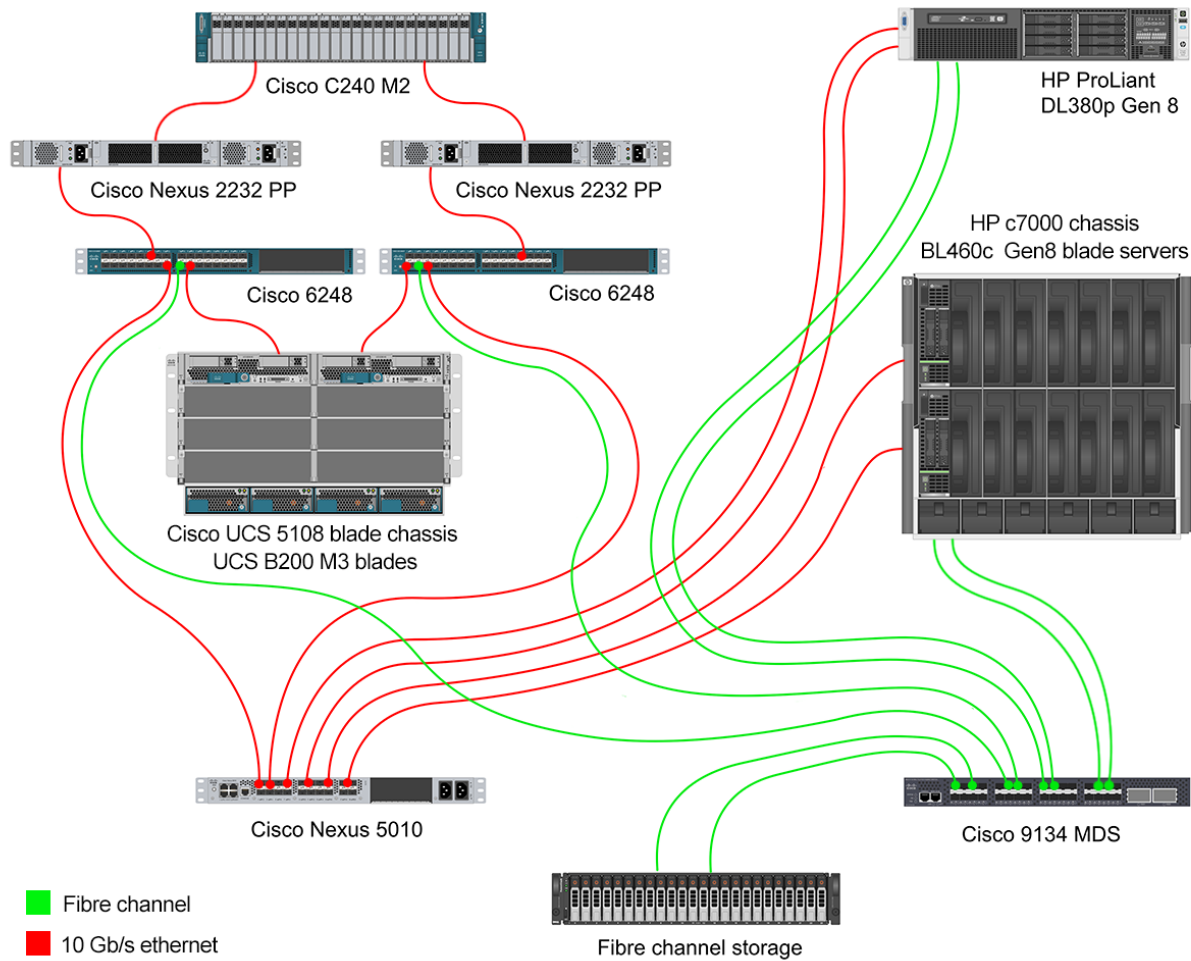 Cisco C240 M2
HP ProLiant
DL380p Gen 8
Cisco Nexus 2232 PP
Cisco Nexus 2232 PP
HP c7000 chassis
BL460c Gen8 blade servers
Cisco 6248
Cisco 6248
Cisco UCS 5108 blade chassis
UCS B200 M3 blades
Cisco Nexus 5010
Cisco 9134 MDS
Fibre channel
10 Gb/s ethernet
Fibre channel storage